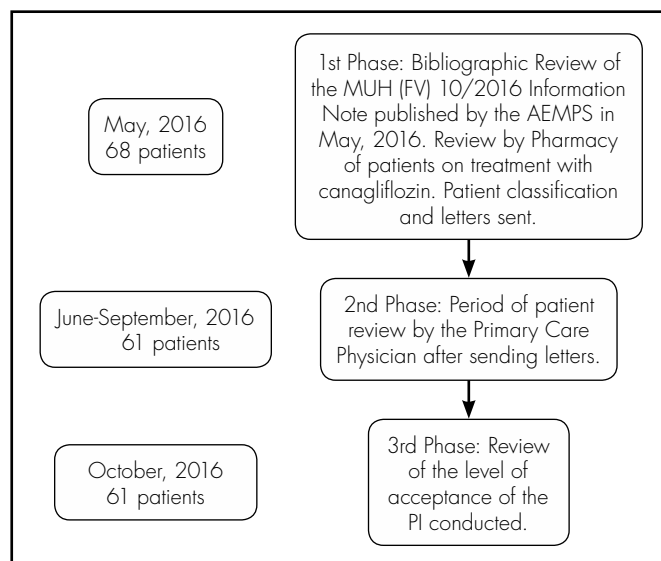 May, 2016
68 patients
1st Phase: Bibliographic Review of
the MUH (FV) 10/2016 Information
Note published by the AEMPS in
May, 2016. Review by Pharmacy
of patients on treatment with
canagliflozin. Patient classification
and letters sent.
June-September, 2016
61 patients
2nd Phase: Period of patient
review by the Primary Care
Physician after sending letters.
October, 2016
61 patients
3rd Phase: Review
of the level of
acceptance of the
PI conducted.